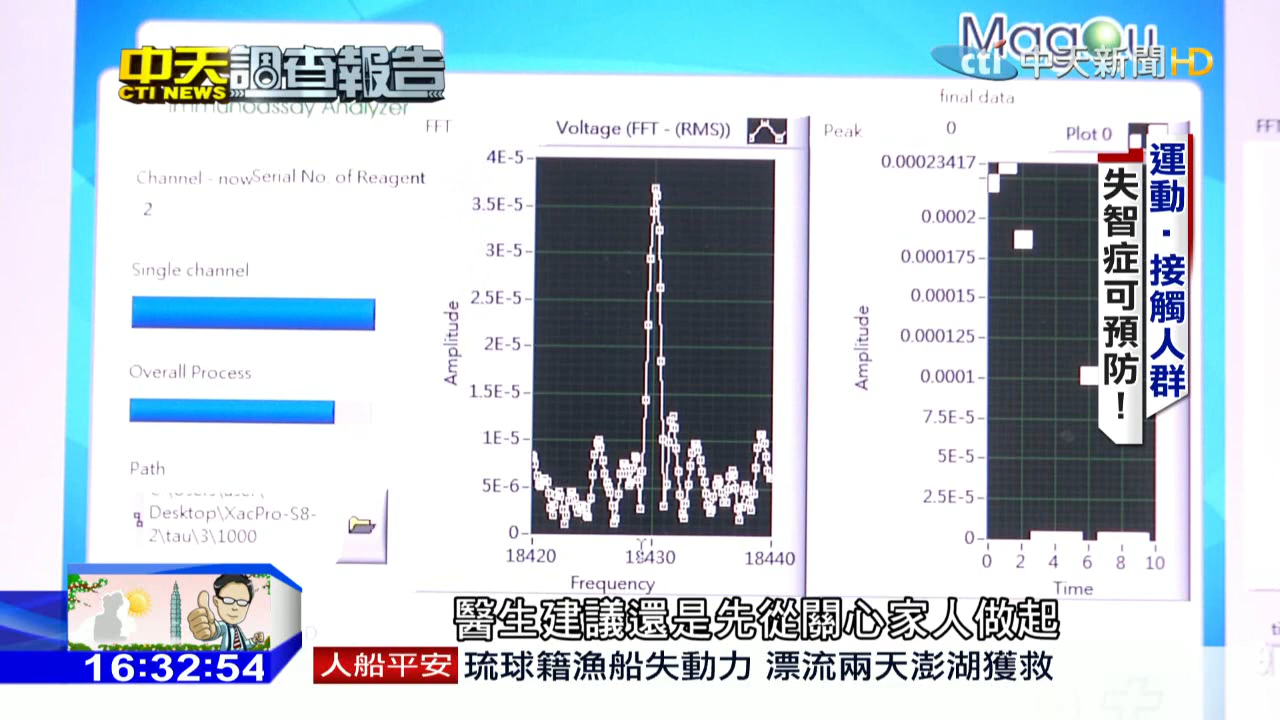 中天調查報告
CTI NEWS
MagQu
cti 中天新聞HD
Immunoassay Analyzer
FFT
Voltage (FFT - (RMS))
Channel - now
Serial No. of Reagent
2
Single channel
Overall Process
Path
Desktop\XacPro-S8-
2\tau\3\1000
Amplitude
4E-5
3.5E-5
3E-5
2.5E-5
2E-5
1.5E-5
1E-5
5E-6
0
18420
18430
18440
Frequency
final data
Peak
0
Plot 0
Amplitude
0.00023417
0.0002
0.000175
0.00015
0.000125
0.0001
7.5E-5
5E-5
2.5E-5
0
0 2 4 6 8 10
Time
FFT
運動．接觸人群
失智症可預防！
醫生建議還是先從關心家人做起
16:32:54
人船平安
琉球籍漁船失動力 漂流兩天澎湖獲救